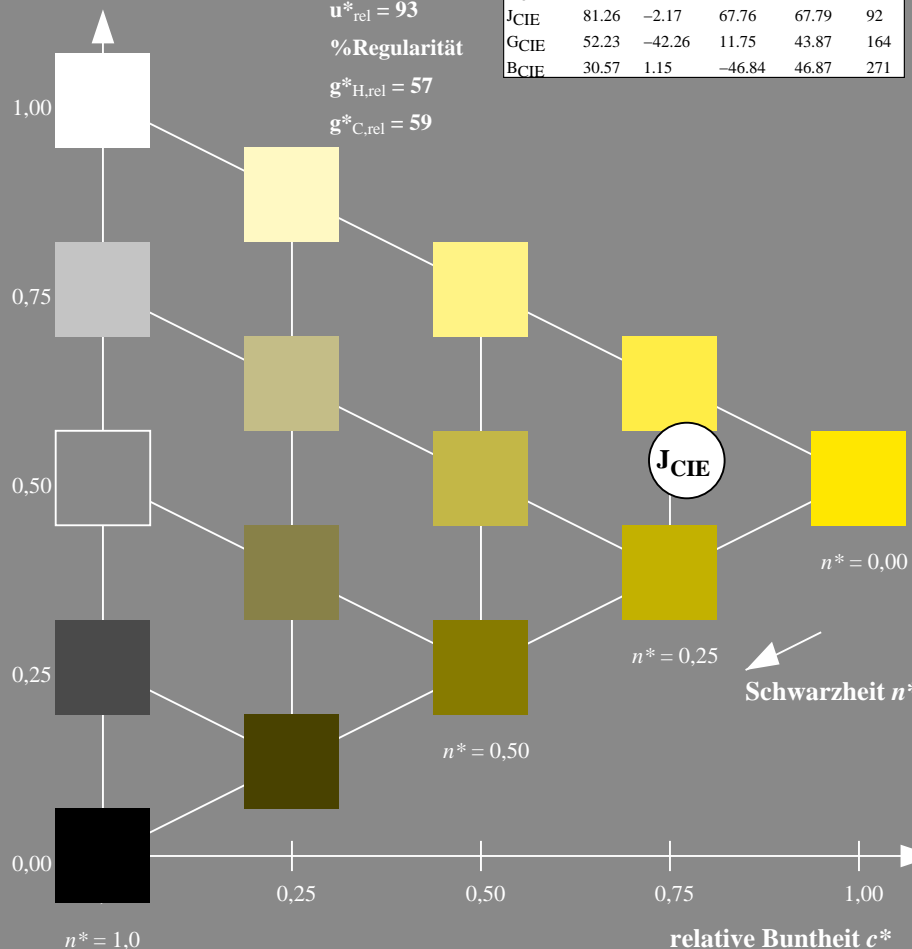 u*rel = 93
%Regularität
g*H,rel = 57
g*C,rel = 59
JCIE 81.26 −2.17 67.76 67.79 92
GCIE 52.23 −42.26 11.75 43.87 164
BCIE 30.57 1.15 −46.84 46.87 271
1,00
0,75
0,50
0,25
0,00
JCIE
n* = 0,00
n* = 0,25
Schwarzheit n*
n* = 0,50
0,25 0,50 0,75 1,00
n* = 1,0
relative Buntheit c*